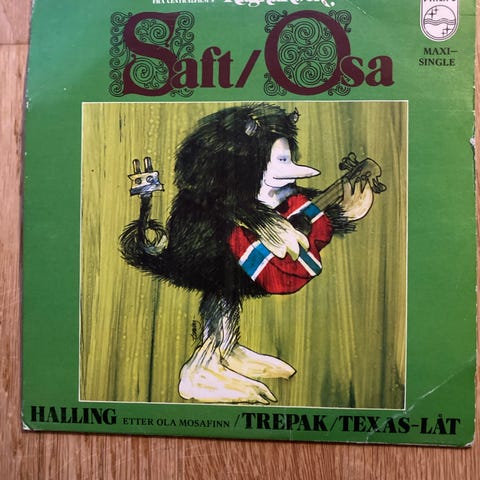 Saft/Osa
PHILIPS
MAXI-
SINGLE
HALLING ETTER OLA MOSAFINN / TREPAK / TEXAS-LÅT